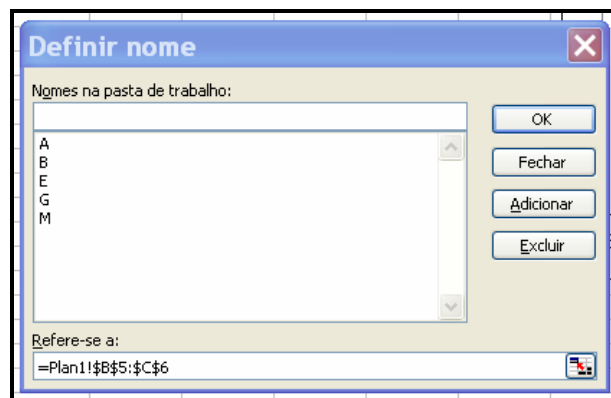 Definir nome
Nomes na pasta de trabalho:
OK
A
B
Fechar
E
G
Adicionar
M
Excluir
Refere-se a:
=Plan1!$B$5:$C$6